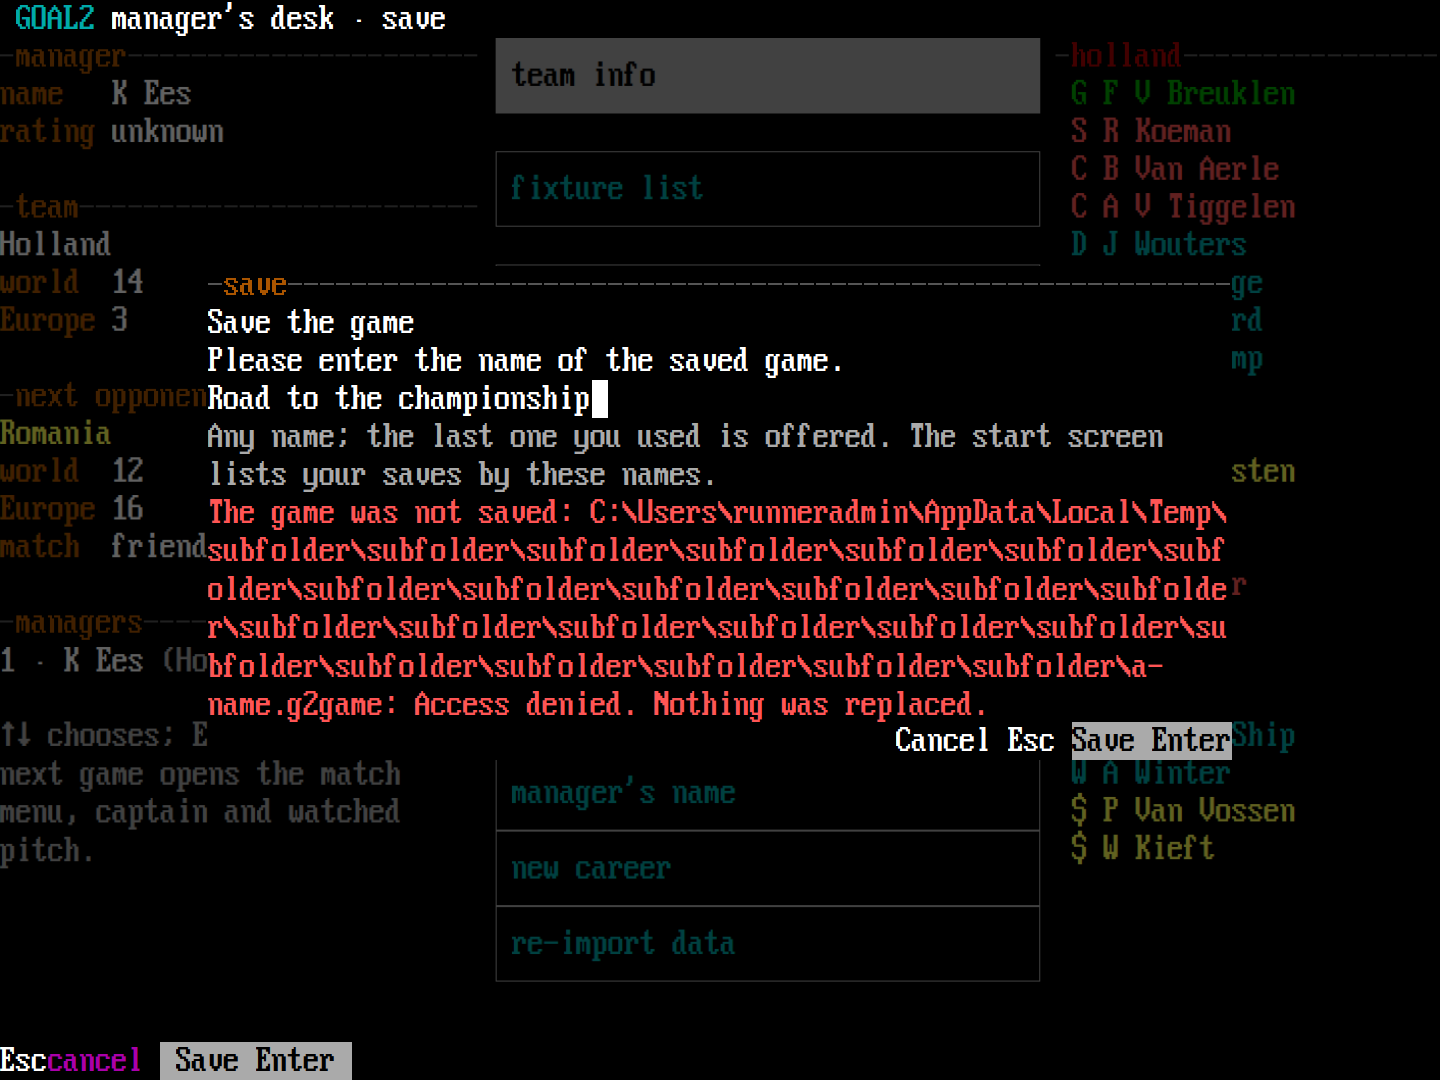 GOAL2 manager's desk · save
manager
name K Ees
rating unknown
team
Holland
world 14
Europe 3
next opponen
Romania
world 12
Europe 16
match friend
managers
1 · K Ees (Ho
↑↓ chooses; E
next game opens the match
menu, captain and watched
pitch.
team info
fixture list
save
Save the game
Please enter the name of the saved game.
Road to the championship
Any name; the last one you used is offered. The start screen
lists your saves by these names.
The game was not saved: C:\Users\runneradmin\AppData\Local\Temp\
subfolder\subfolder\subfolder\subfolder\subfolder\subfolder\subf
older\subfolder\subfolder\subfolder\subfolder\subfolder\subfolde
r\subfolder\subfolder\subfolder\subfolder\subfolder\subfolder\su
bfolder\subfolder\subfolder\subfolder\subfolder\subfolder\a-
name.g2game: Access denied. Nothing was replaced.
Cancel Esc Save Enter
manager's name
new career
re-import data
holland
G F V Breuklen
S R Koeman
C B Van Aerle
C A V Tiggelen
D J Wouters
ge
rd
mp
sten
r
Ship
W A Winter
$ P Van Vossen
$ W Kieft
Esccancel Save Enter